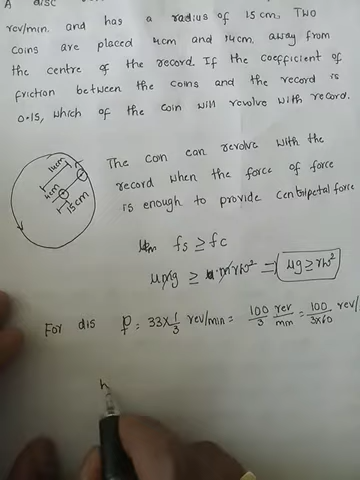 A disc
rev/min. and has a radius of 15 cm. Two
coins are placed 4cm and 14cm. away from
the centre of the record. If the coefficient of
friction between the coins and the record is
0.15, which of the coin will revolve with record.
14cm
4cm
15cm
The coin can revolve with the
record when the force of force
is enough to provide centripetal force
fs ≥ fc
μmg ≥ mrω² ⇒ μg ≥ rω²
For dis f = 33×1/3 rev/min = 100/3 rev/min = 100/3×60 rev/